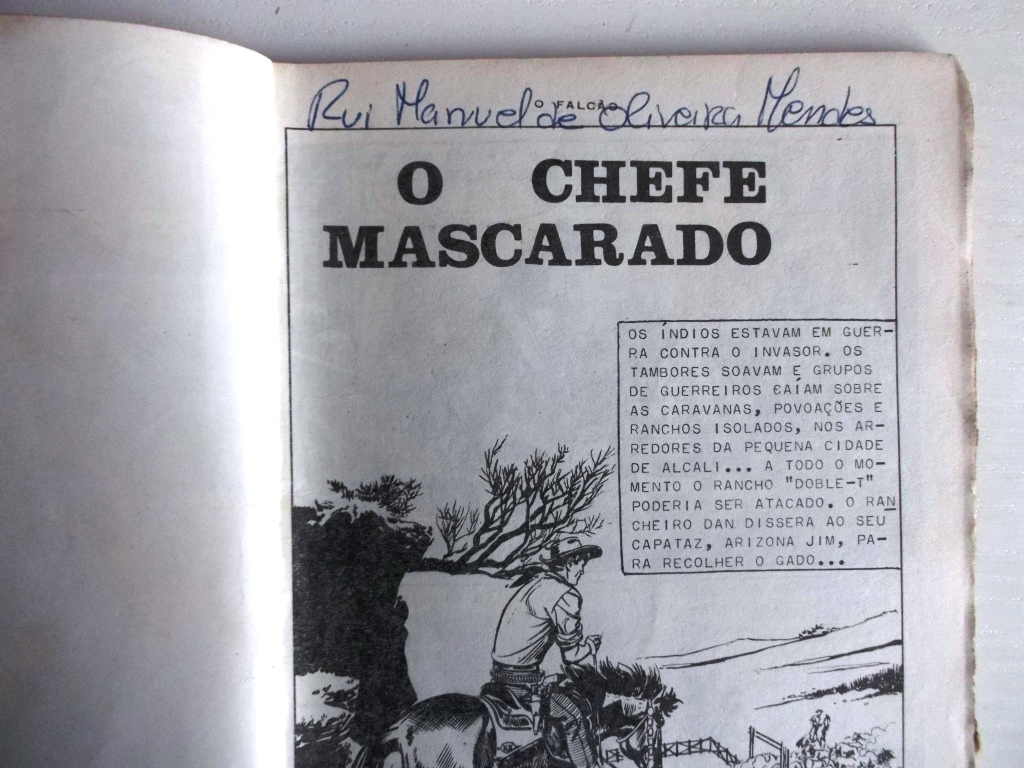 Rui Manuel de Oliveira Mendes
O FALCÃO
O CHEFE
MASCARADO
OS ÍNDIOS ESTAVAM EM GUER-
RA CONTRA O INVASOR. OS
TAMBORES SOAVAM E GRUPOS
DE GUERREIROS CAÍAM SOBRE
AS CARAVANAS, POVOAÇÕES E
RANCHOS ISOLADOS, NOS AR-
REDORES DA PEQUENA CIDADE
DE ALCALI... A TODO O MO-
MENTO O RANCHO "DOBLE-T"
PODERIA SER ATACADO. O RAN
CHEIRO DAN DISSERA AO SEU
CAPATAZ, ARIZONA JIM, PA-
RA RECOLHER O GADO...